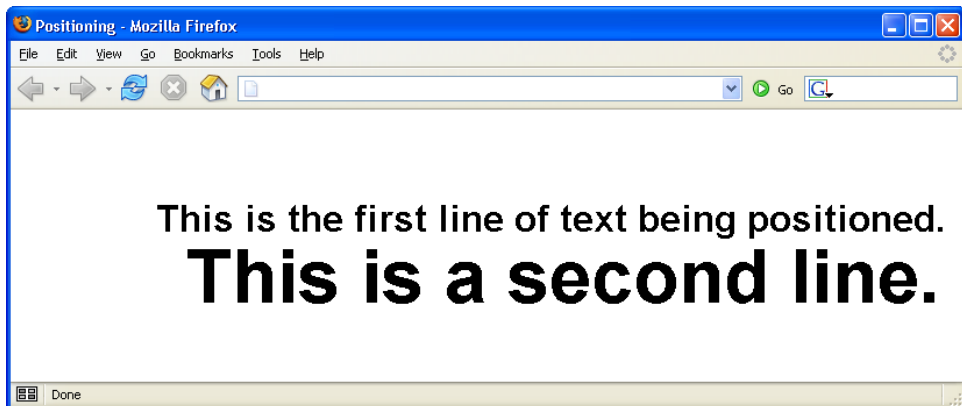 Positioning - Mozilla Firefox
File Edit View Go Bookmarks Tools Help
Go G
This is the first line of text being positioned.
This is a second line.
Done